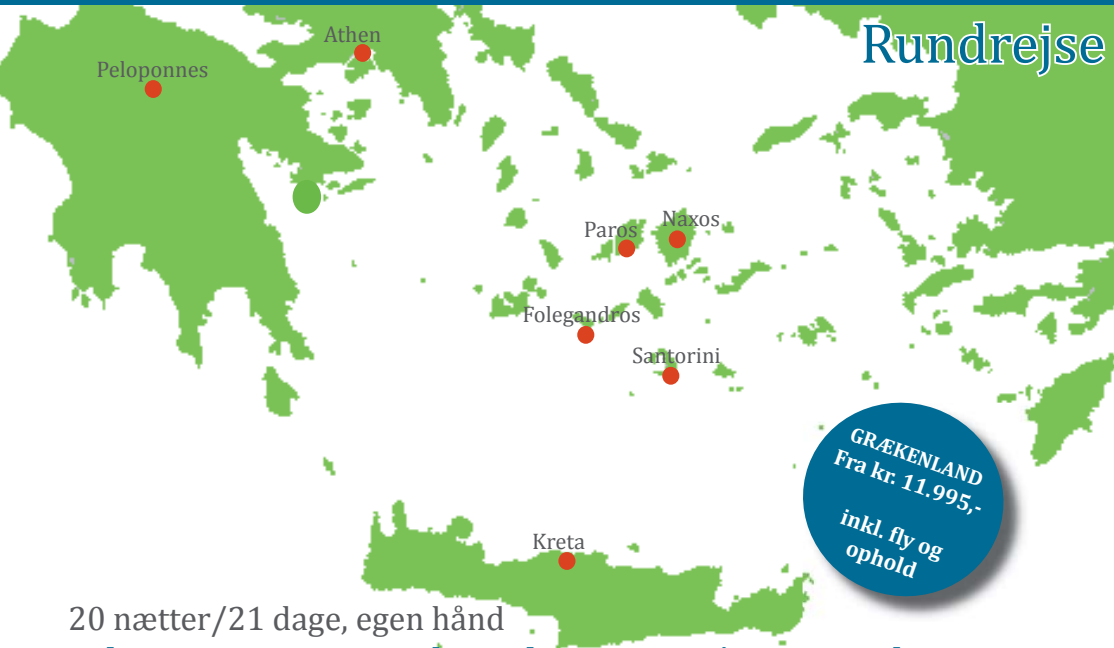 Rundrejse
Athen
Peloponnes
Naxos
Paros
Folegandros
Santorini
GRÆKENLAND
Fra kr. 11.995,-
inkl. fly og
ophold
Kreta
20 nætter/21 dage, egen hånd